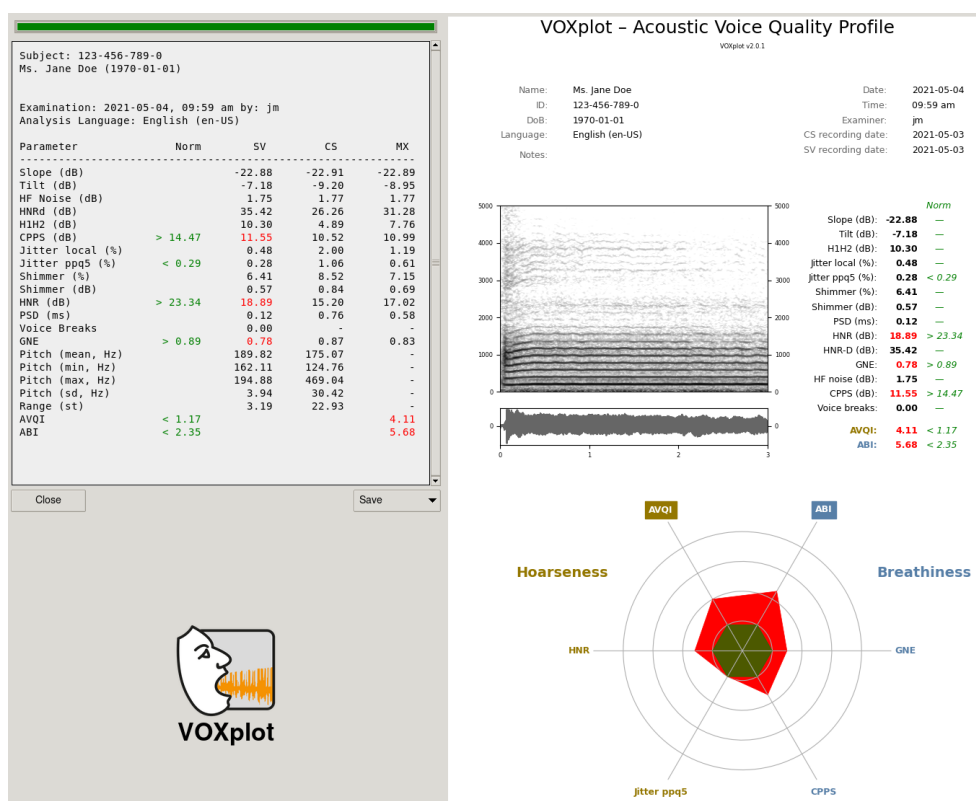 Subject: 123-456-789-0
Ms. Jane Doe (1970-01-01)
Examination: 2021-05-04, 09:59 am by: jm
Analysis Language: English (en-US)
Parameter Norm SV CS MX
--------------------------------------------------------------
Slope (dB) -22.88 -22.91 -22.89
Tilt (dB) -7.18 -9.20 -8.95
HF Noise (dB) 1.75 1.77 1.77
HNRd (dB) 35.42 26.26 31.28
H1H2 (dB) 10.30 4.89 7.76
CPPS (dB) > 14.47 11.55 10.52 10.99
Jitter local (%) 0.48 2.00 1.19
Jitter ppq5 (%) < 0.29 0.28 1.06 0.61
Shimmer (%) 6.41 8.52 7.15
Shimmer (dB) 0.57 0.84 0.69
HNR (dB) > 23.34 18.89 15.20 17.02
PSD (ms) 0.12 0.76 0.58
Voice Breaks 0.00 - -
GNE > 0.89 0.78 0.87 0.83
Pitch (mean, Hz) 189.82 175.07 -
Pitch (min, Hz) 162.11 124.76 -
Pitch (max, Hz) 194.88 469.04 -
Pitch (sd, Hz) 3.94 30.42 -
Range (st) 3.19 22.93 -
AVQI < 1.17 4.11
ABI < 2.35 5.68
Close Save
VOXplot
VOXplot – Acoustic Voice Quality Profile
VOXplot v2.0.1
Name: Ms. Jane Doe Date: 2021-05-04
ID: 123-456-789-0 Time: 09:59 am
DoB: 1970-01-01 Examiner: jm
Language: English (en-US) CS recording date: 2021-05-03
SV recording date: 2021-05-03
Notes:
5000 5000
4000 4000
3000 3000
2000 2000
1000 1000
0 0
0 0
0 1 2 3
Norm
Slope (dB): -22.88 —
Tilt (dB): -7.18 —
H1H2 (dB): 10.30 —
Jitter local (%): 0.48 —
Jitter ppq5 (%): 0.28 < 0.29
Shimmer (%): 6.41 —
Shimmer (dB): 0.57 —
PSD (ms): 0.12 —
HNR (dB): 18.89 > 23.34
HNR-D (dB): 35.42 —
GNE: 0.78 > 0.89
HF noise (dB): 1.75 —
CPPS (dB): 11.55 > 14.47
Voice breaks: 0.00 —
AVQI: 4.11 < 1.17
ABI: 5.68 < 2.35
AVQI ABI
Hoarseness Breathiness
HNR GNE
Jitter ppq5 CPPS